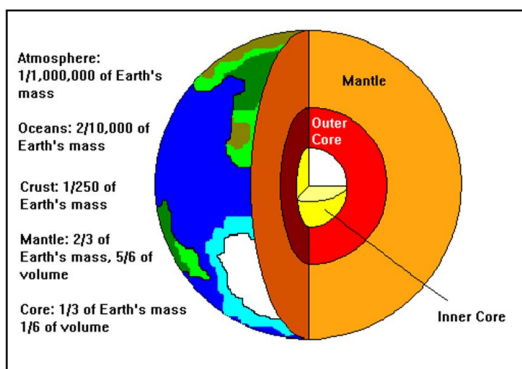 Atmosphere:
1/1,000,000 of Earth's
mass
Oceans: 2/10,000 of
Earth's mass
Crust: 1/250 of
Earth's mass
Mantle: 2/3 of
Earth's mass, 5/6 of
volume
Core: 1/3 of Earth's mass
1/6 of volume
Mantle
Outer
Core
Inner Core